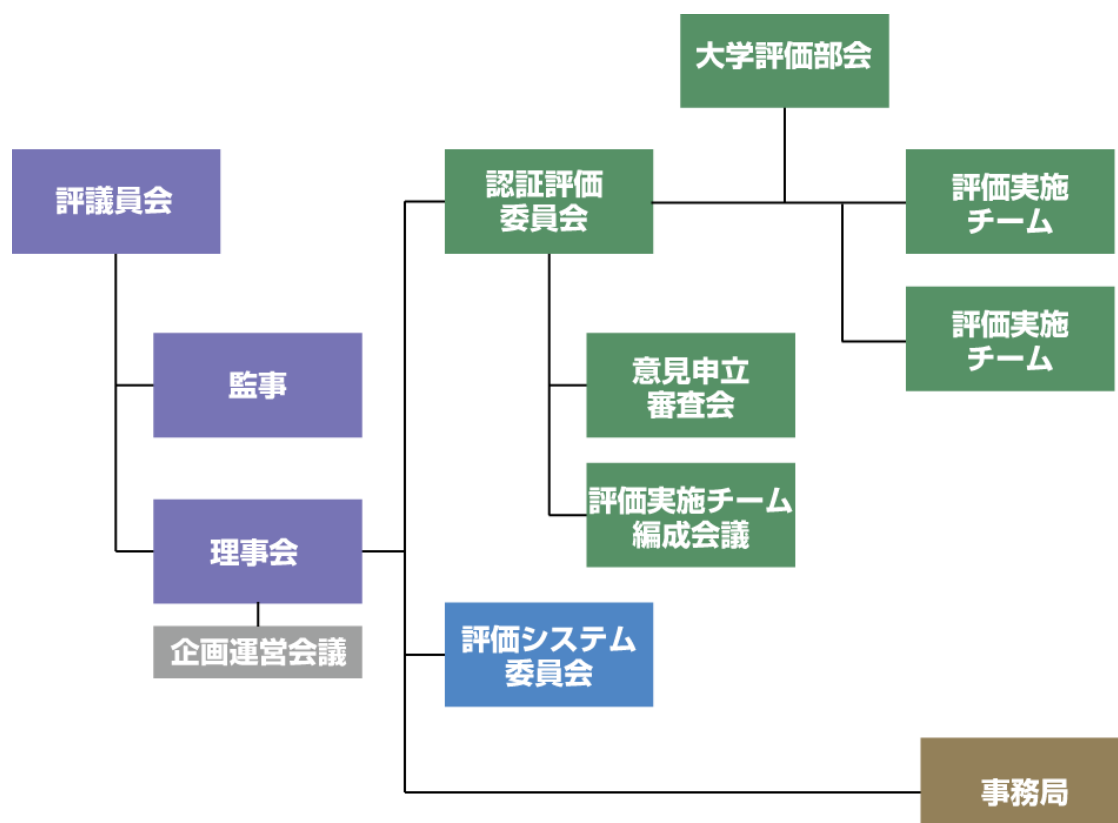 大学評価部会
評議員会
認証評価
委員会
評価実施
チーム
評価実施
チーム
監事
意見申立
審査会
評価実施チーム
編成会議
理事会
企画運営会議
評価システム
委員会
事務局